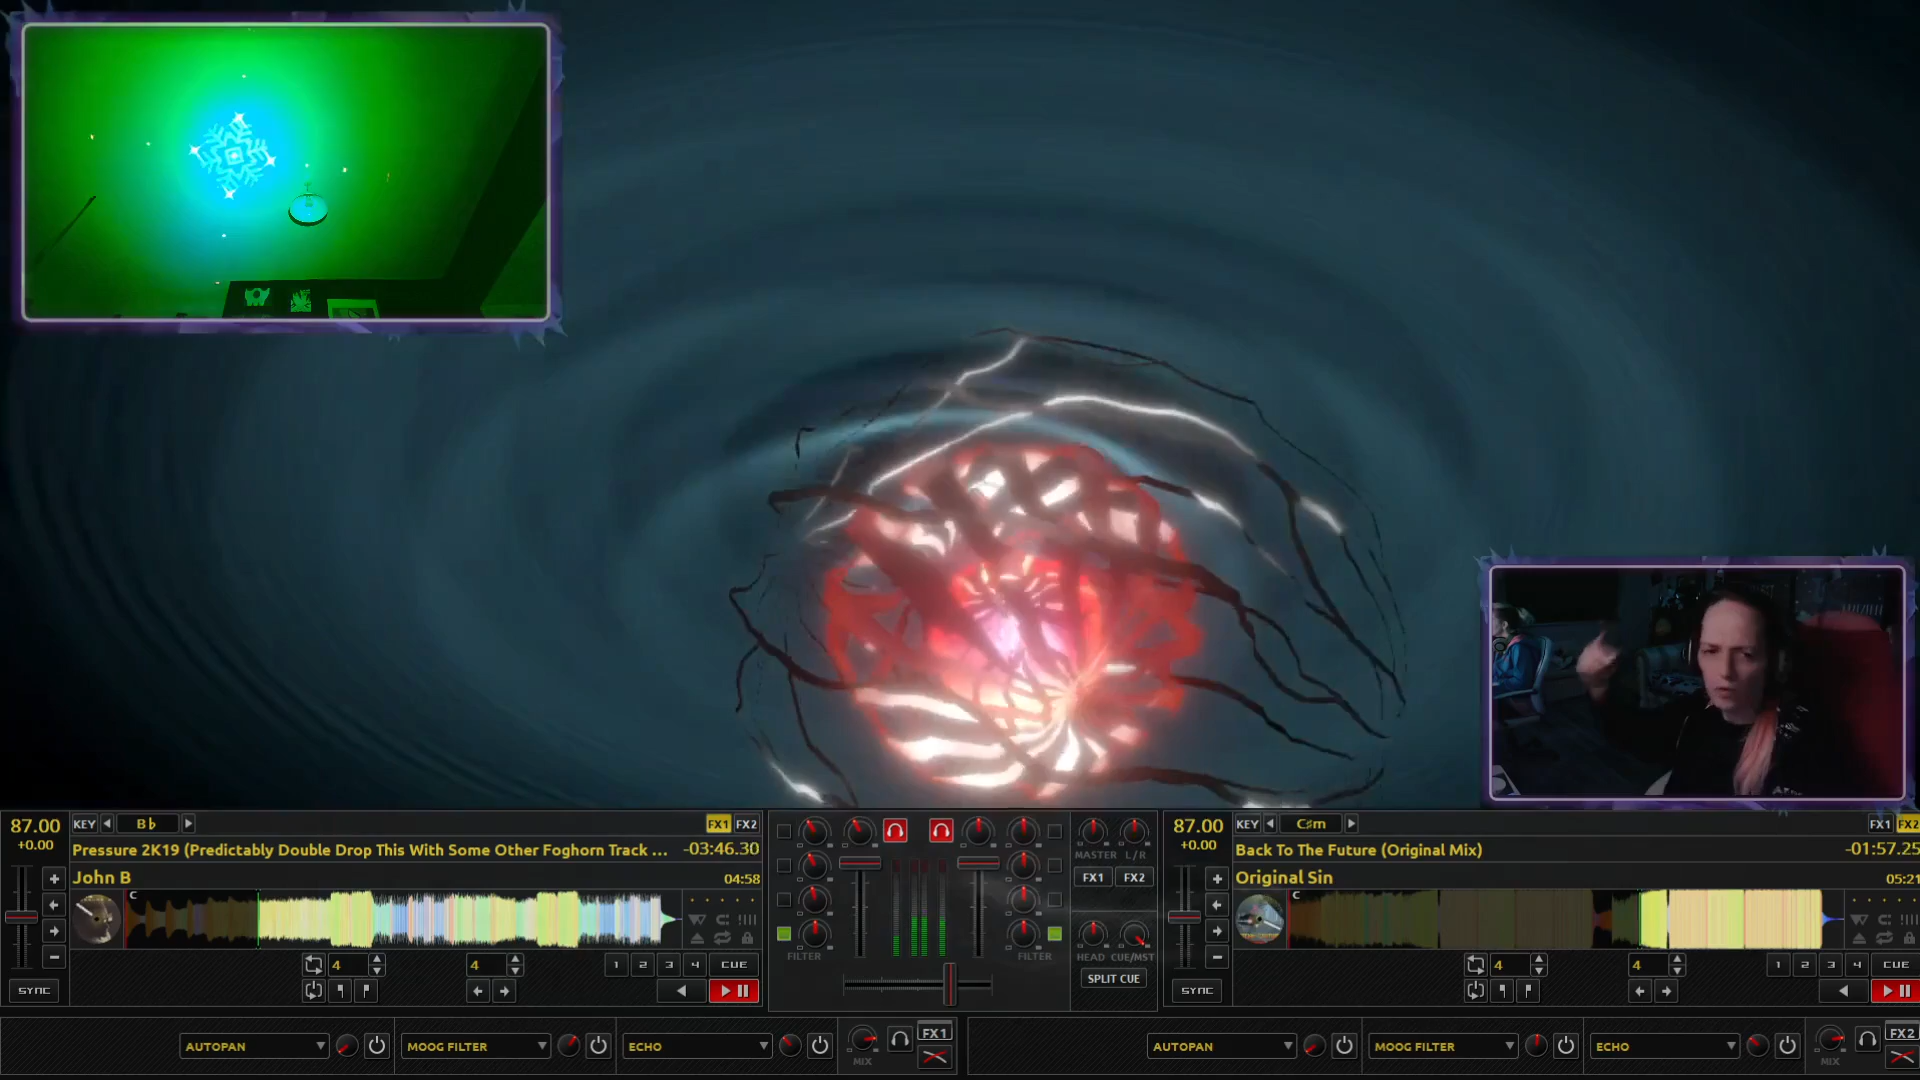 87.00
+0.00
KEY
B♭
FX1
FX2
Pressure 2K19 (Predictably Double Drop This With Some Other Foghorn Track ...
-03:46.30
John B
04:58
C
4
4
1
2
3
4
CUE
SYNC
FILTER
FILTER
MASTER
L/R
FX1
FX2
HEAD
CUE/MST
SPLIT CUE
87.00
+0.00
KEY
C♯m
FX1
FX2
Back To The Future (Original Mix)
-01:57.25
Original Sin
05:21
C
4
4
1
2
3
4
CUE
SYNC
AUTOPAN
MOOG FILTER
ECHO
MIX
FX1
AUTOPAN
MOOG FILTER
ECHO
MIX
FX2